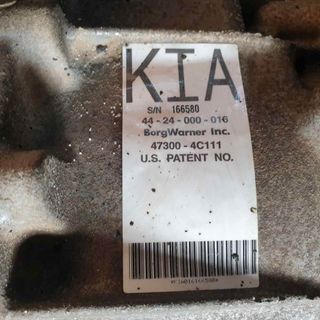 KIA
S/N 166580
44 - 24 - 000 - 016
BorgWarner Inc.
47300 - 4C111
U.S. PATENT NO.